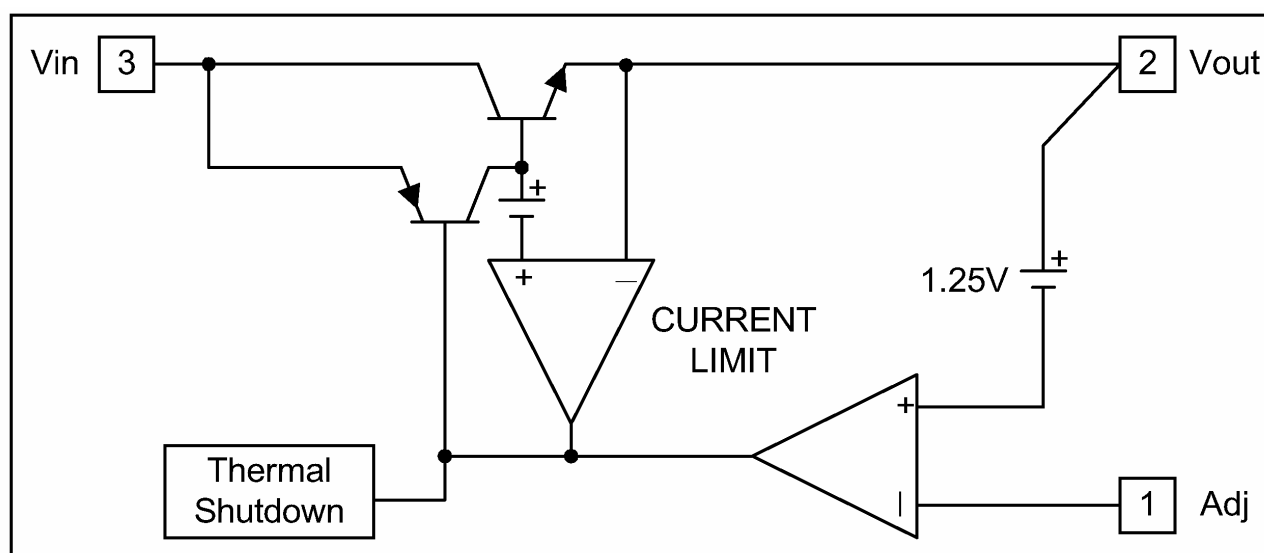 Vin 3
2 Vout
+
+ −
1.25V +
CURRENT
LIMIT
+
Thermal
Shutdown
− 1 Adj